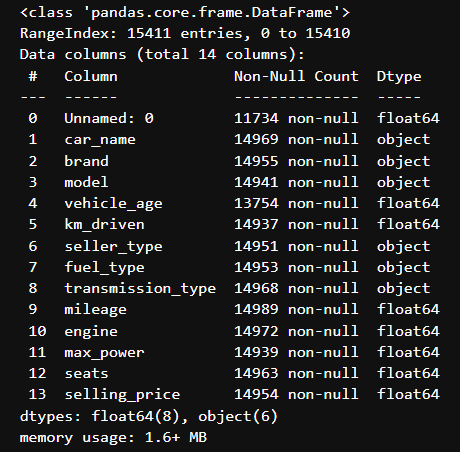 <class 'pandas.core.frame.DataFrame'>
RangeIndex: 15411 entries, 0 to 15410
Data columns (total 14 columns):
 #   Column             Non-Null Count  Dtype
---  ------             --------------  -----
 0   Unnamed: 0         11734 non-null  float64
 1   car_name           14969 non-null  object
 2   brand              14955 non-null  object
 3   model              14941 non-null  object
 4   vehicle_age        13754 non-null  float64
 5   km_driven          14937 non-null  float64
 6   seller_type        14951 non-null  object
 7   fuel_type          14953 non-null  object
 8   transmission_type  14968 non-null  object
 9   mileage            14989 non-null  float64
 10  engine             14972 non-null  float64
 11  max_power          14939 non-null  float64
 12  seats              14963 non-null  float64
 13  selling_price      14954 non-null  float64
dtypes: float64(8), object(6)
memory usage: 1.6+ MB